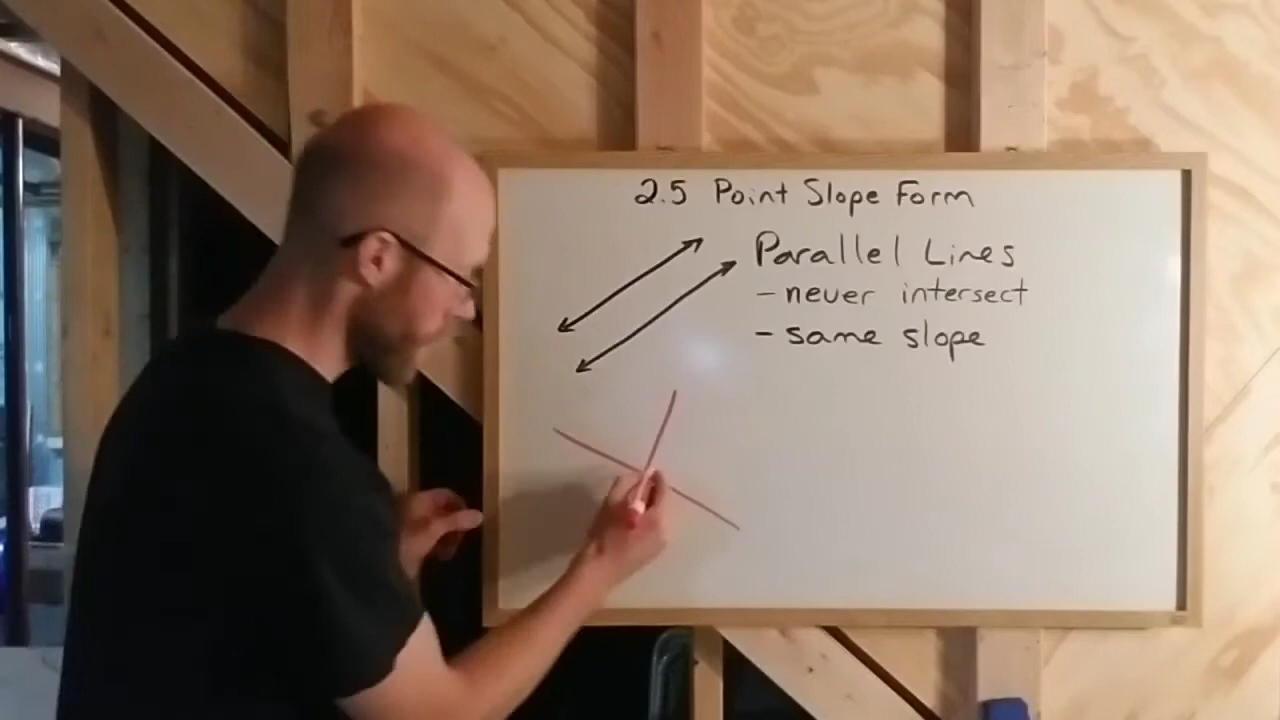 2.5 Point Slope Form
Parallel Lines
- never intersect
- same slope